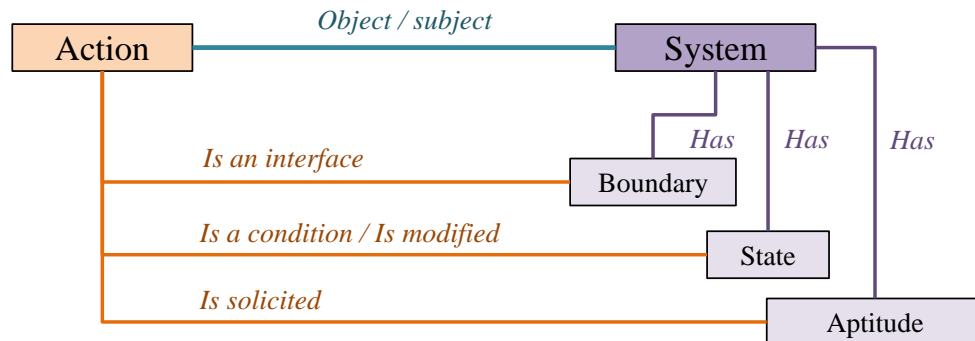 Object / subject
Action
System
Has
Has
Has
Is an interface
Boundary
Is a condition / Is modified
State
Is solicited
Aptitude